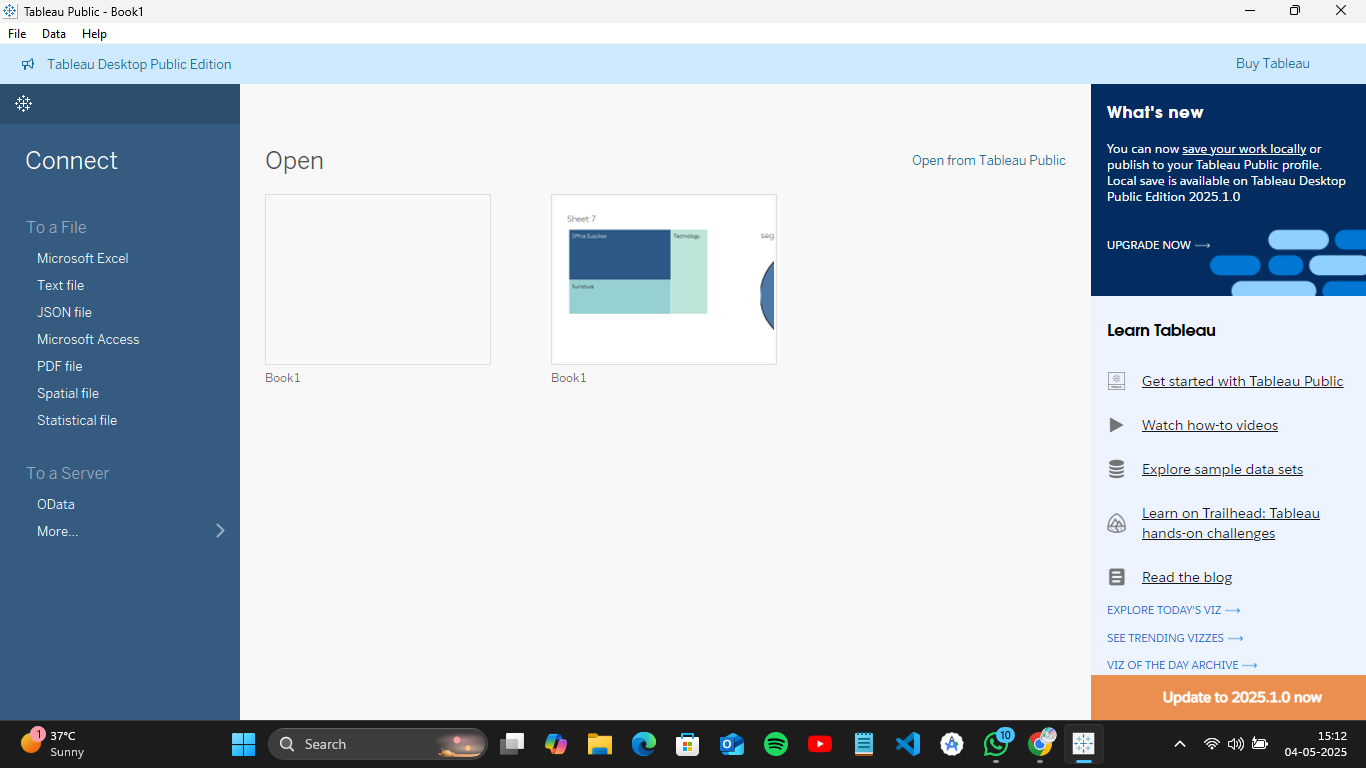 Tableau Public - Book1
File Data Help
Tableau Desktop Public Edition
Buy Tableau
Connect
To a File
Microsoft Excel
Text file
JSON file
Microsoft Access
PDF file
Spatial file
Statistical file
To a Server
OData
More...
Open
Open from Tableau Public
Book1
Sheet 7
Office Supplies
Technology
Furniture
seg
Book1
What's new
You can now save your work locally or
publish to your Tableau Public profile.
Local save is available on Tableau Desktop
Public Edition 2025.1.0
UPGRADE NOW
Learn Tableau
Get started with Tableau Public
Watch how-to videos
Explore sample data sets
Learn on Trailhead: Tableau
hands-on challenges
Read the blog
EXPLORE TODAY'S VIZ
SEE TRENDING VIZZES
VIZ OF THE DAY ARCHIVE
Update to 2025.1.0 now
1
37°C
Sunny
Search
10
15:12
04-05-2025